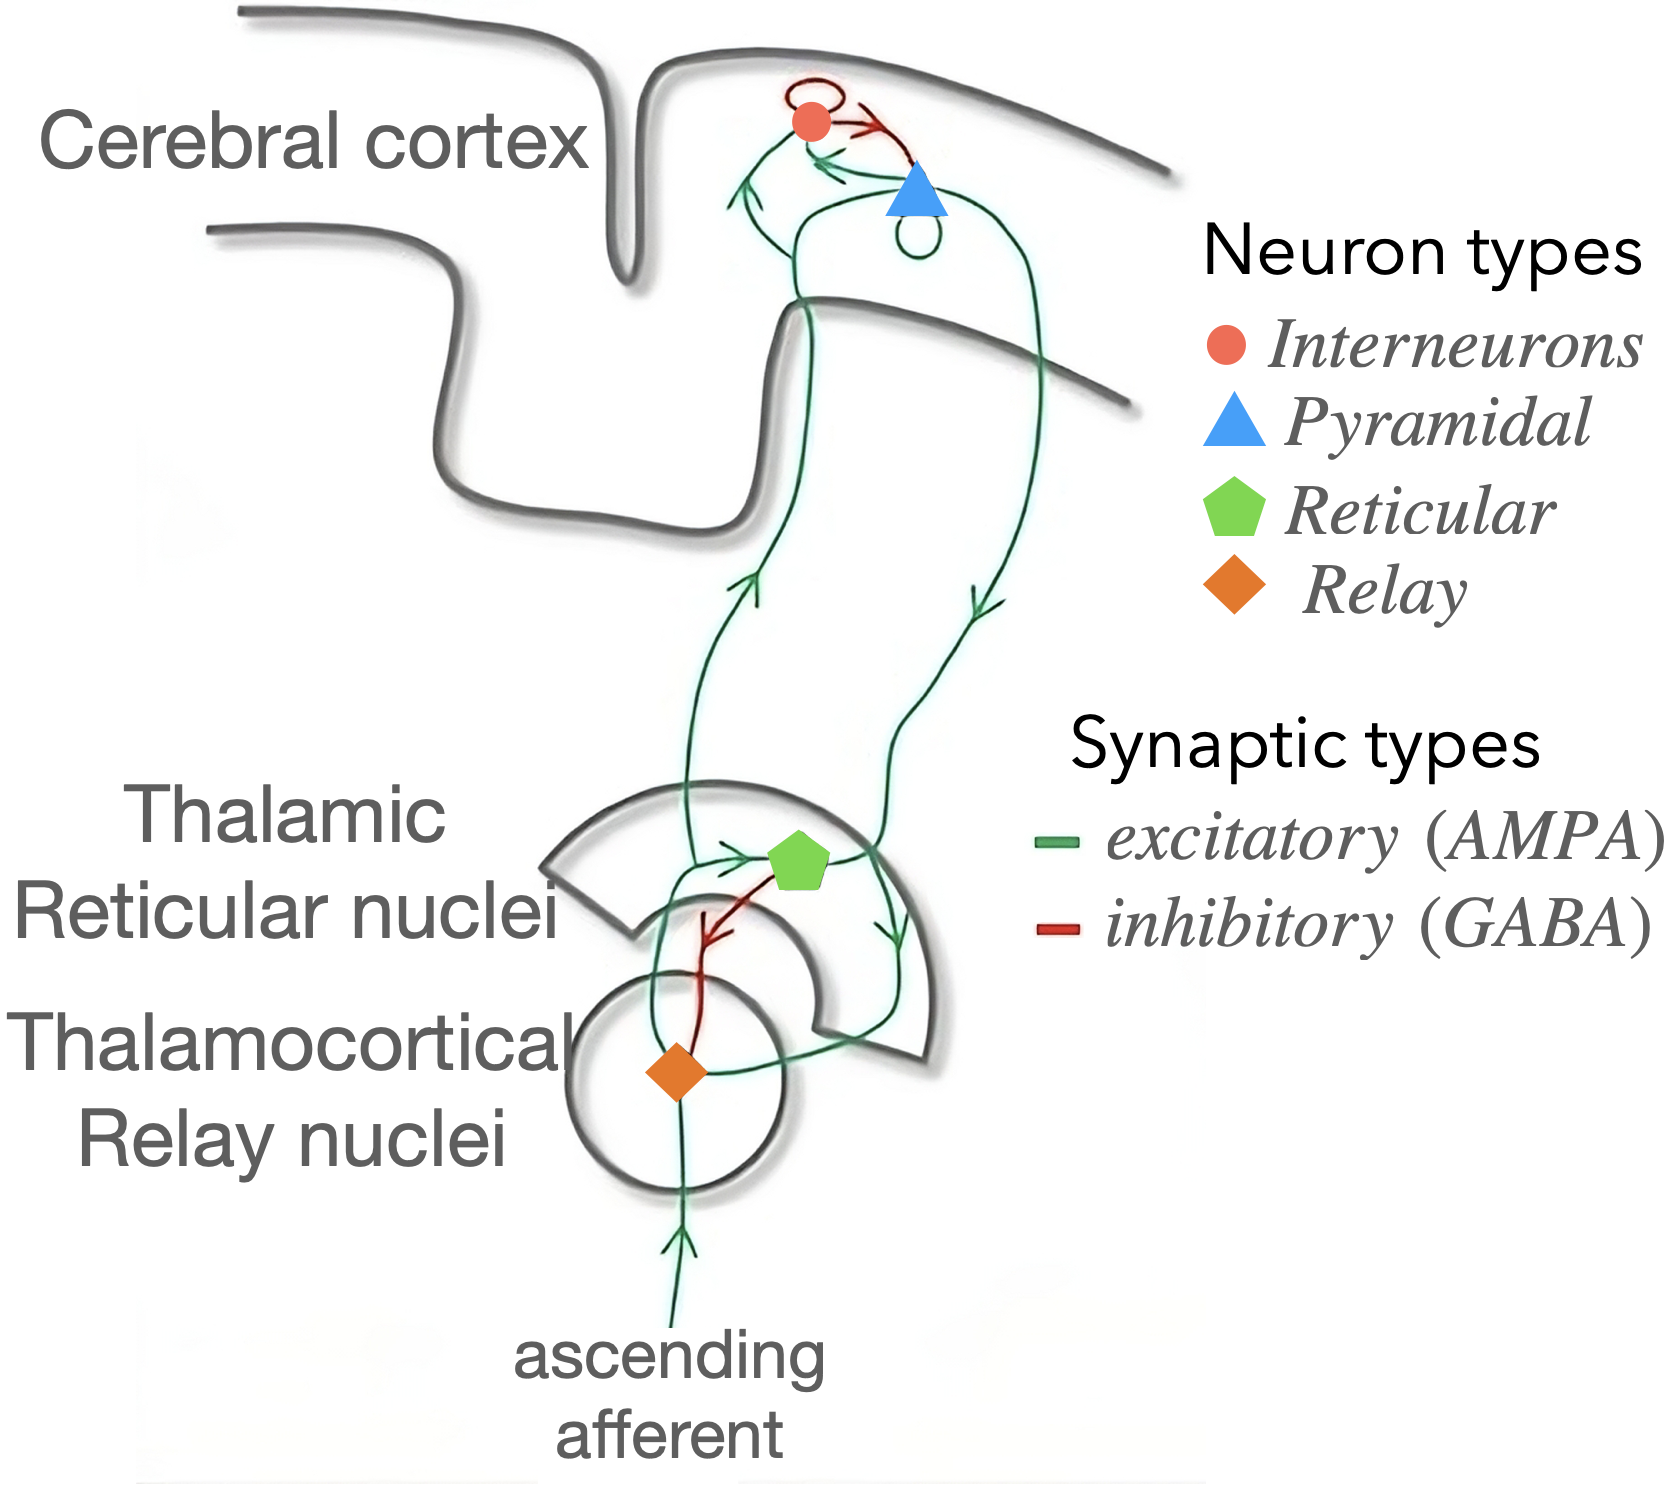 Cerebral cortex
Neuron types
Interneurons
Pyramidal
Reticular
Relay
Synaptic types
excitatory (AMPA)
inhibitory (GABA)
Thalamic
Reticular nuclei
Thalamocortical
Relay nuclei
ascending
afferent